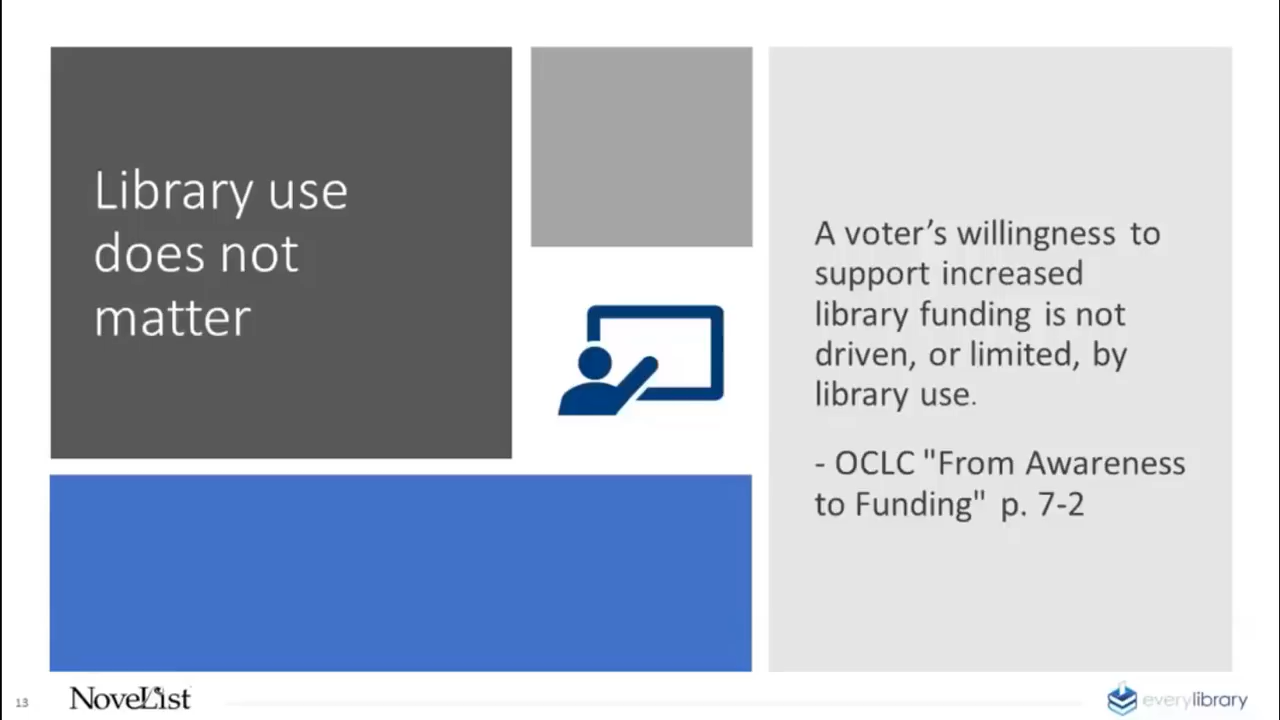 Library use
does not
matter
A voter’s willingness to
support increased
library funding is not
driven, or limited, by
library use.
- OCLC "From Awareness
to Funding" p. 7-2
13
NoveList
everylibrary